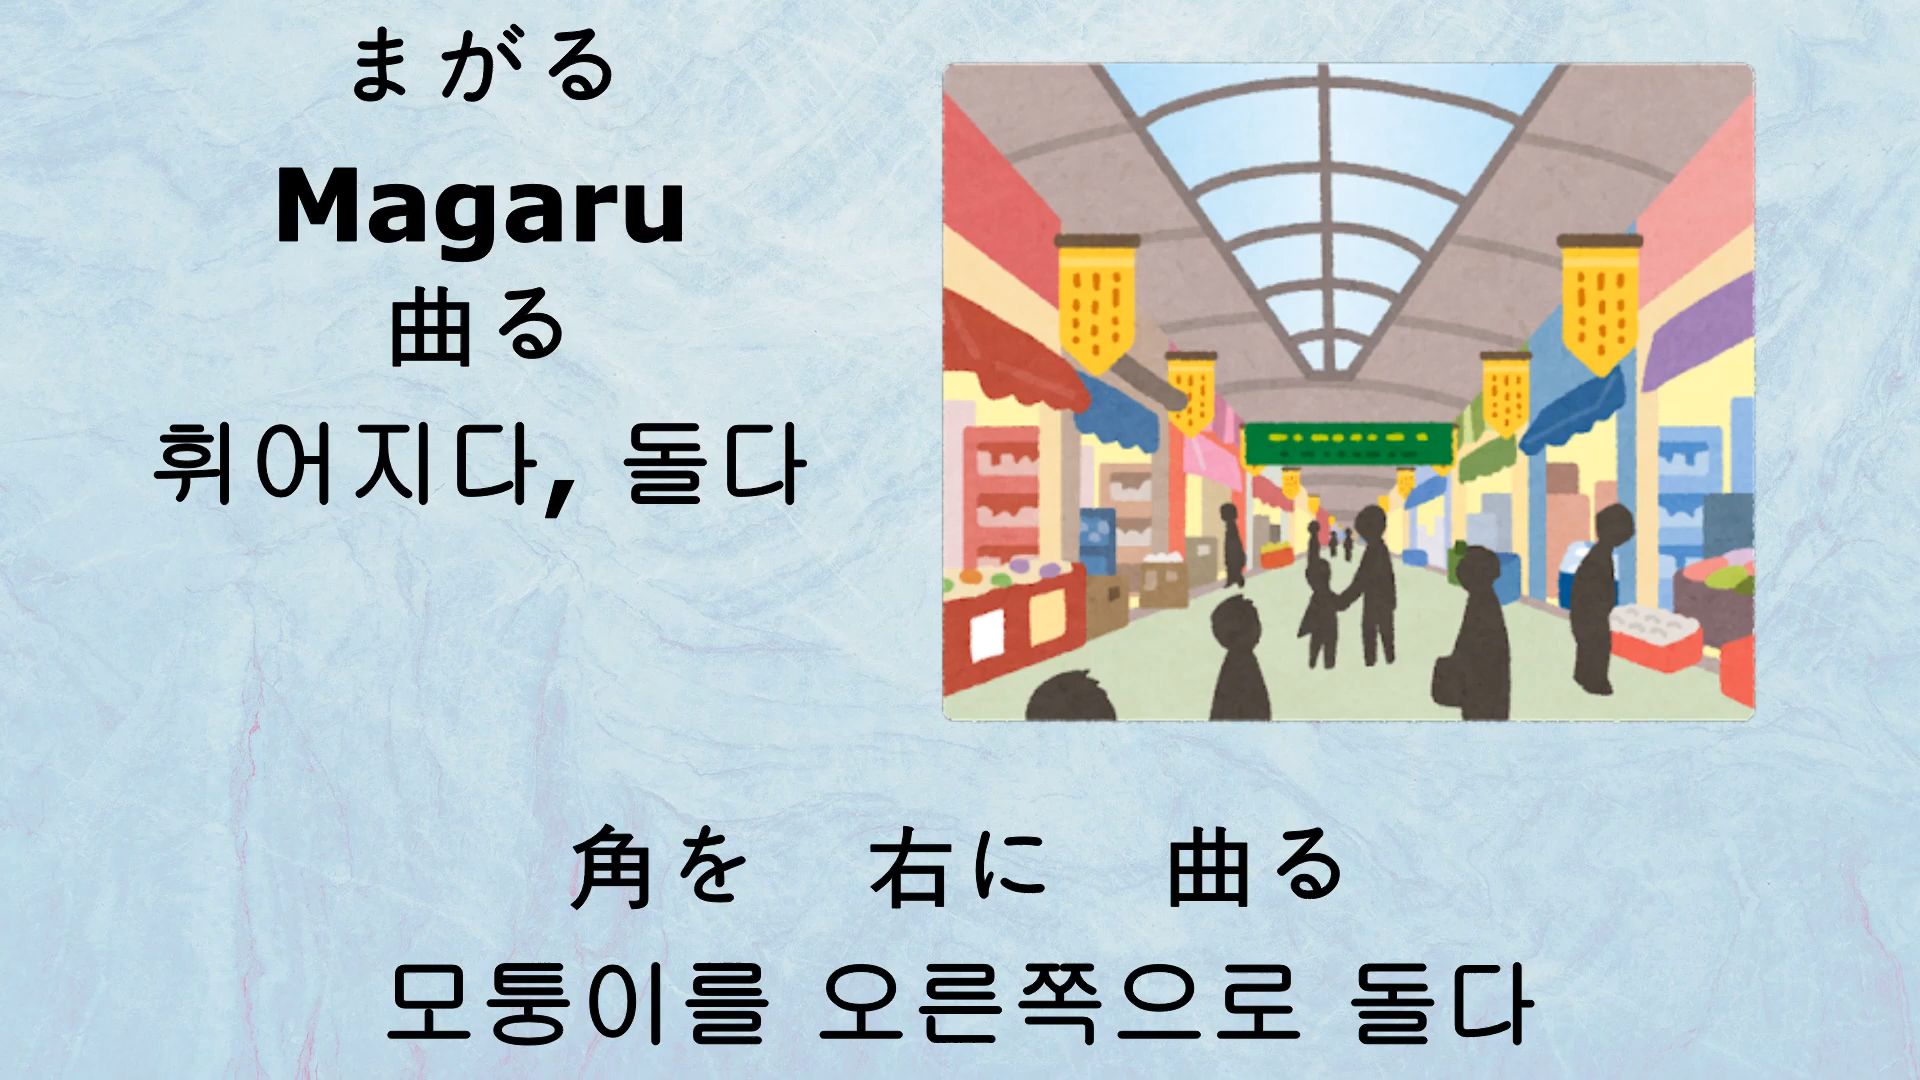 まがる
Magaru
曲る
휘어지다, 돌다
角を 右に 曲る
모퉁이를 오른쪽으로 돌다